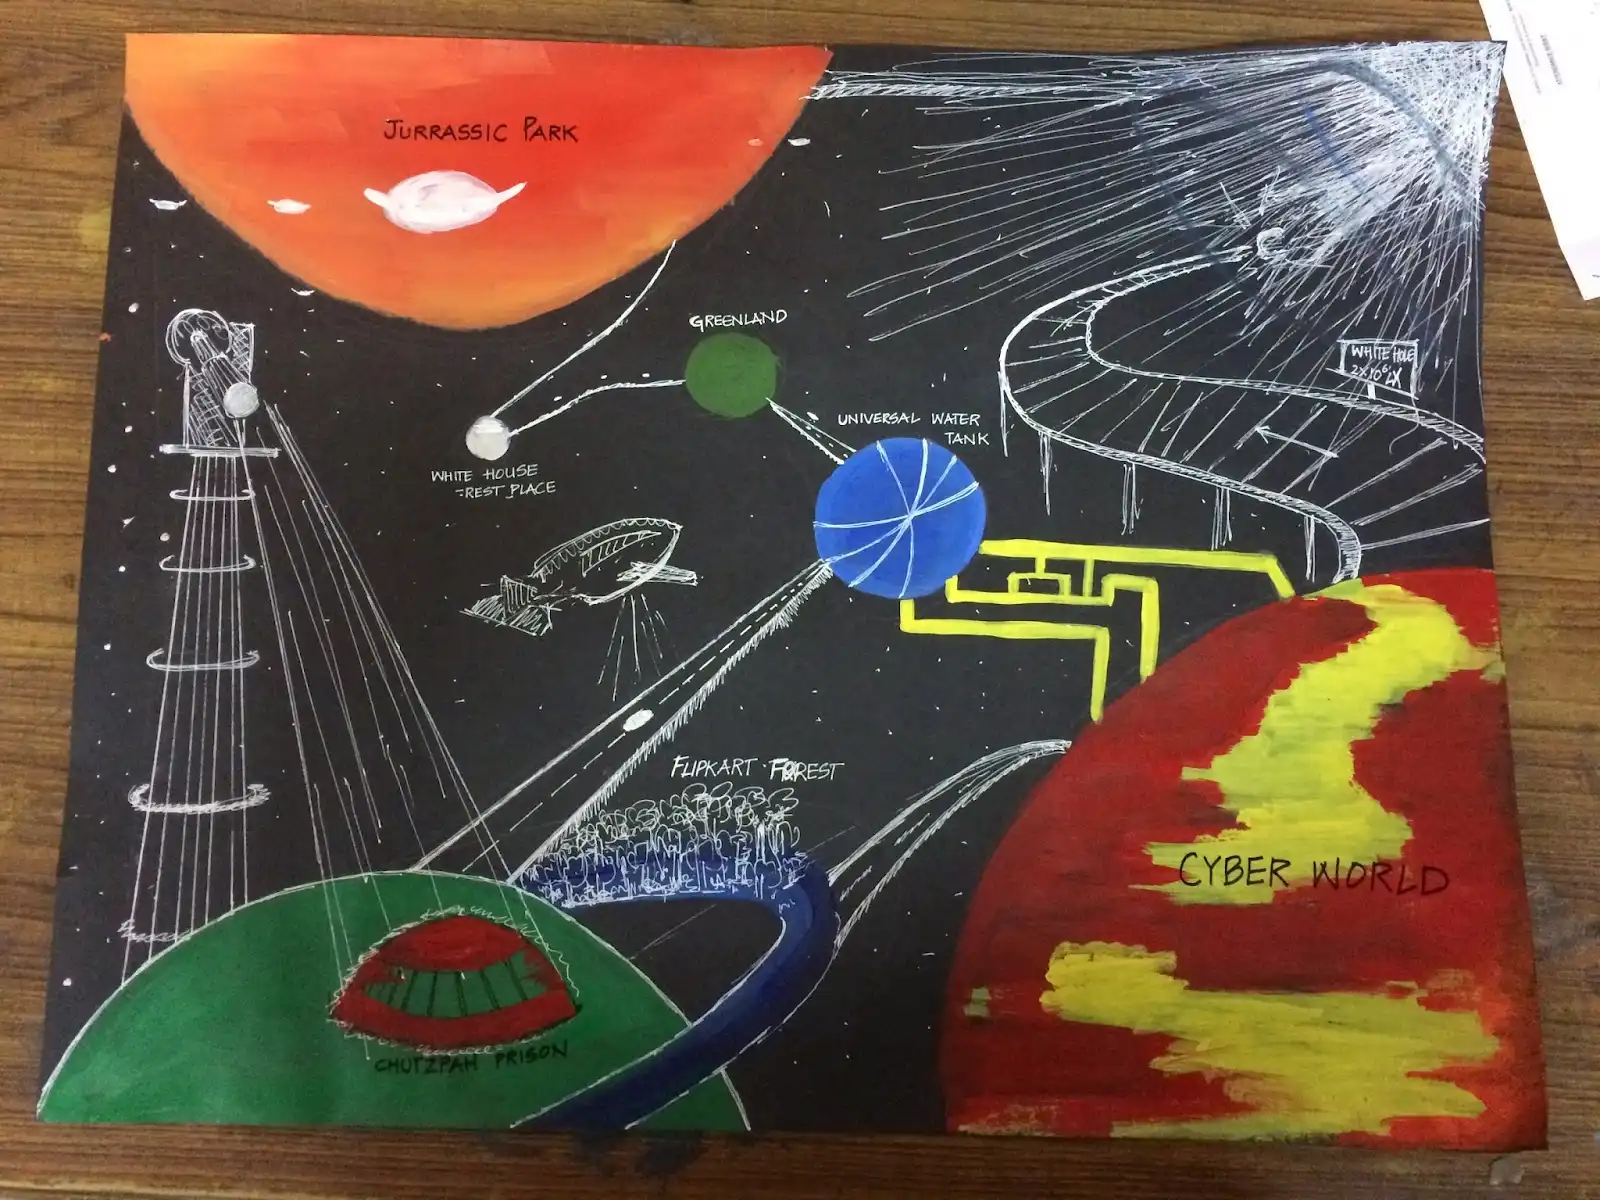 JURRASSIC PARK
GREENLAND
WHITE HOLE
UNIVERSAL WATER
TANK
WHITE HOUSE
REST PLACE
FLIPKART FOREST
CYBER WORLD
CHUTZPAH PRISON